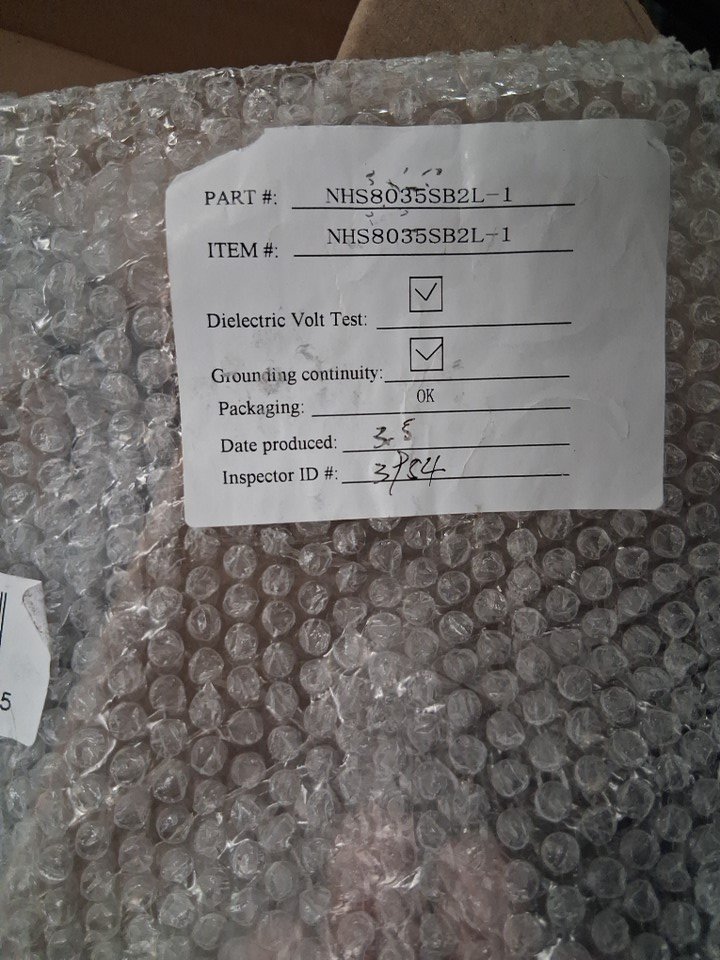 PART #: NHS8035SB2L-1
ITEM #: NHS8035SB2L-1
Dielectric Volt Test: ☑
Grounding continuity: ☑
Packaging: OK
Date produced: 3.5
Inspector ID #:
5